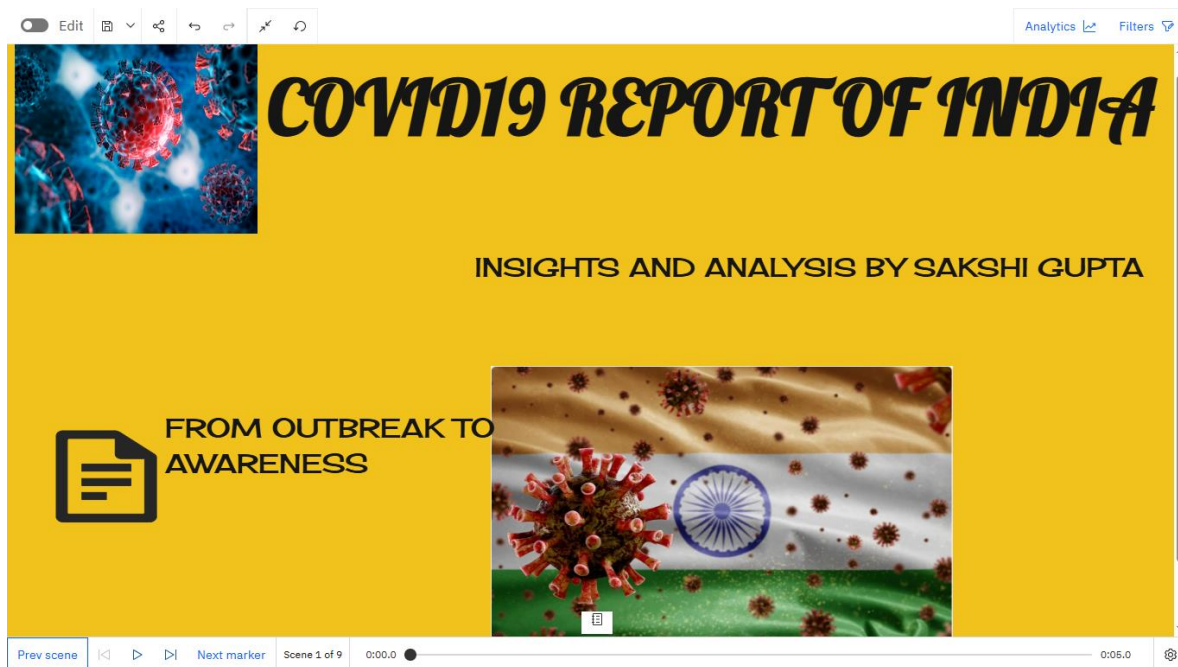 Edit
Analytics
Filters
COVID19 REPORT OF INDIA
INSIGHTS AND ANALYSIS BY SAKSHI GUPTA
FROM OUTBREAK TO
AWARENESS
Prev scene
Next marker
Scene 1 of 9
0:00.0
0:05.0